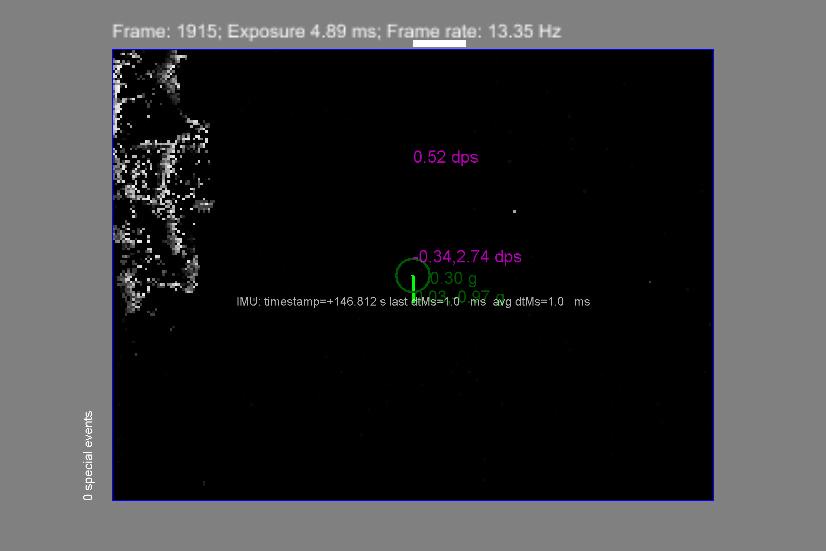 Frame: 1915; Exposure 4.89 ms; Frame rate: 13.35 Hz
0.52 dps
-0.34,2.74 dps
0.30 g
0.97 g
IMU: timestamp=+146.812 s last dtMs=1.0 ms avg dtMs=1.0 ms
0 special events